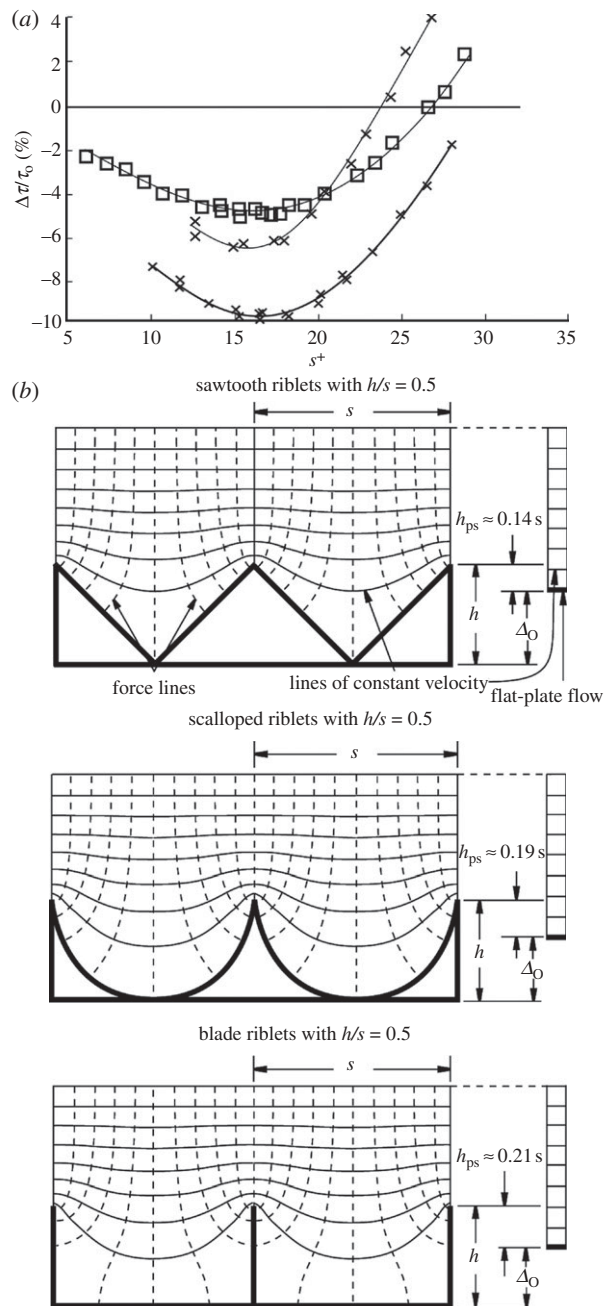 (a)
4
2
0
−2
−4
−6
−8
−10
Δτ/τo (%)
5 10 15 20 25 30 35
s+
(b) sawtooth riblets with h/s = 0.5
s
hps ≈ 0.14 s
h
ΔO
force lines
lines of constant velocity
flat-plate flow
scalloped riblets with h/s = 0.5
s
hps ≈ 0.19 s
h
ΔO
blade riblets with h/s = 0.5
s
hps ≈ 0.21 s
h
ΔO